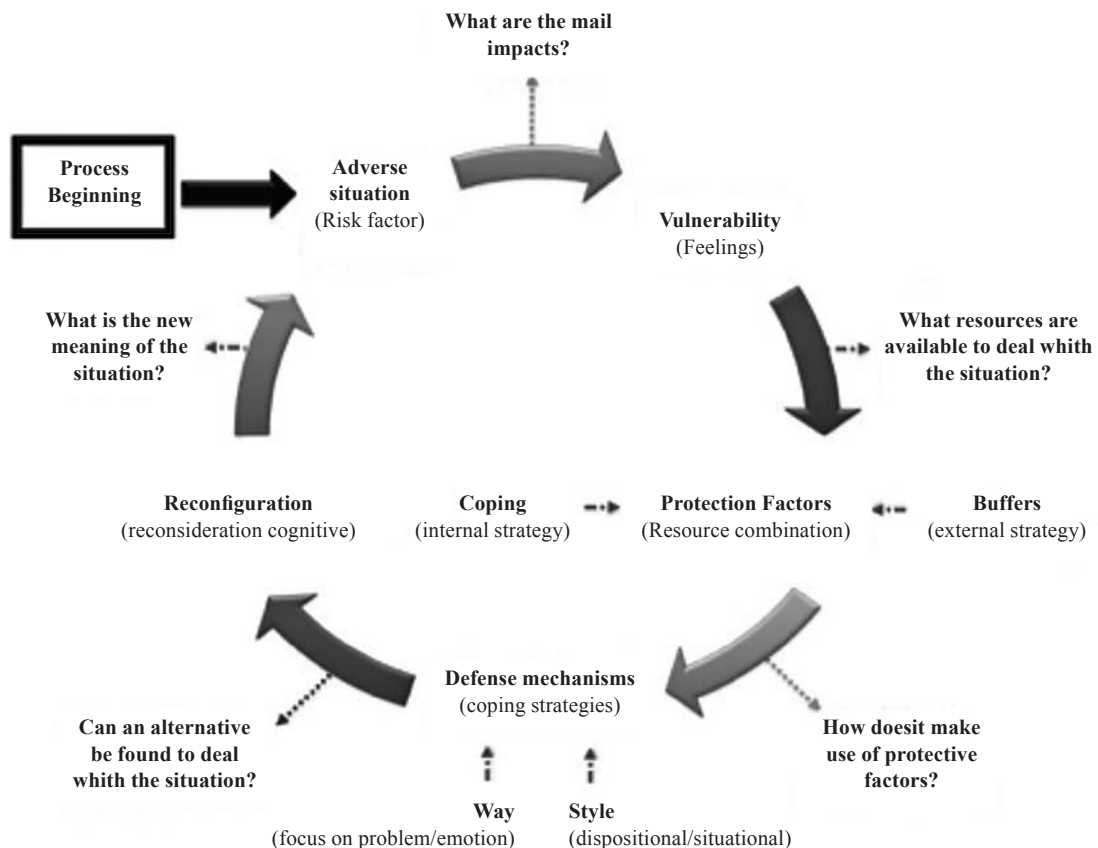 What are the mail
impacts?
Process
Beginning
Adverse
situation
(Risk factor)
Vulnerability
(Feelings)
What is the new
meaning of the
situation?
What resources are
available to deal whith
the situation?
Reconfiguration
(reconsideration cognitive)
Coping
(internal strategy)
Protection Factors
(Resource combination)
Buffers
(external strategy)
Defense mechanisms
(coping strategies)
Can an alternative
be found to deal
whith the situation?
How doesit make
use of protective
factors?
Way
(focus on problem/emotion)
Style
(dispositional/situational)